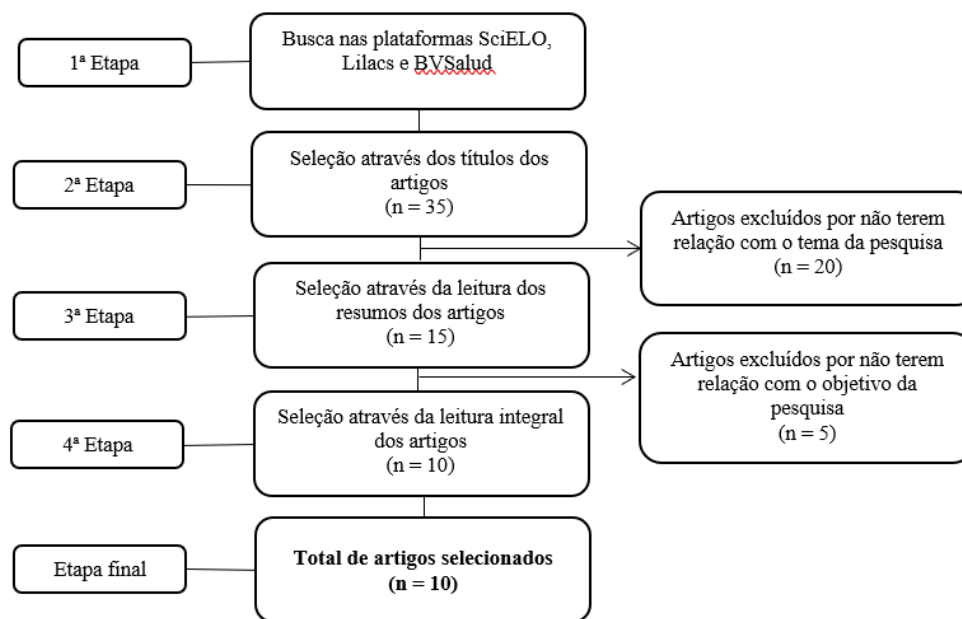 1ª Etapa
Busca nas plataformas SciELO,
Lilacs e BVSalud
2ª Etapa
Seleção através dos títulos dos
artigos
(n = 35)
Artigos excluídos por não terem
relação com o tema da pesquisa
(n = 20)
3ª Etapa
Seleção através da leitura dos
resumos dos artigos
(n = 15)
Artigos excluídos por não terem
relação com o objetivo da
pesquisa
(n = 5)
4ª Etapa
Seleção através da leitura integral
dos artigos
(n = 10)
Etapa final
Total de artigos selecionados
(n = 10)